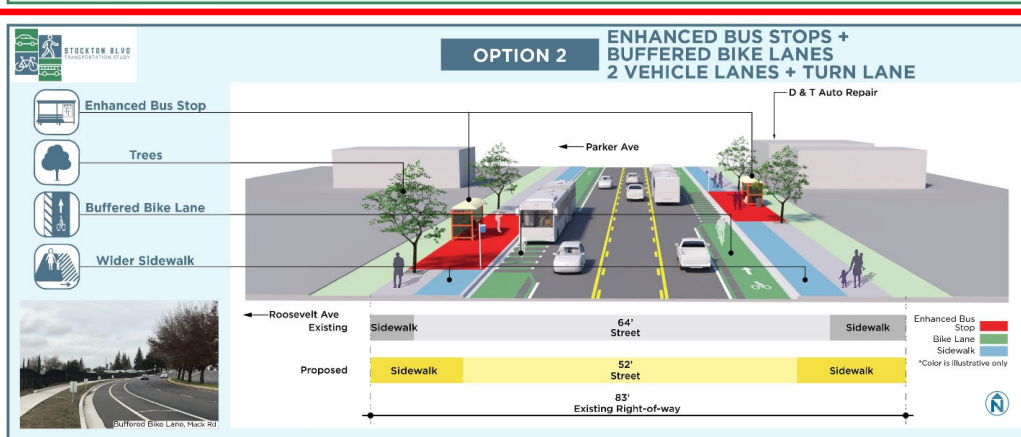 STOCKTON BLVD
TRANSPORTATION STUDY
OPTION 2
ENHANCED BUS STOPS +
BUFFERED BIKE LANES
2 VEHICLE LANES + TURN LANE
Enhanced Bus Stop
Trees
Buffered Bike Lane
Wider Sidewalk
D & T Auto Repair
Parker Ave
Roosevelt Ave
Existing
Sidewalk
64'
Street
Sidewalk
Proposed
Sidewalk
52'
Street
Sidewalk
83'
Existing Right-of-way
Enhanced Bus
Stop
Bike Lane
Sidewalk
*Color is illustrative only
N
Buffered Bike Lane, Mack Rd